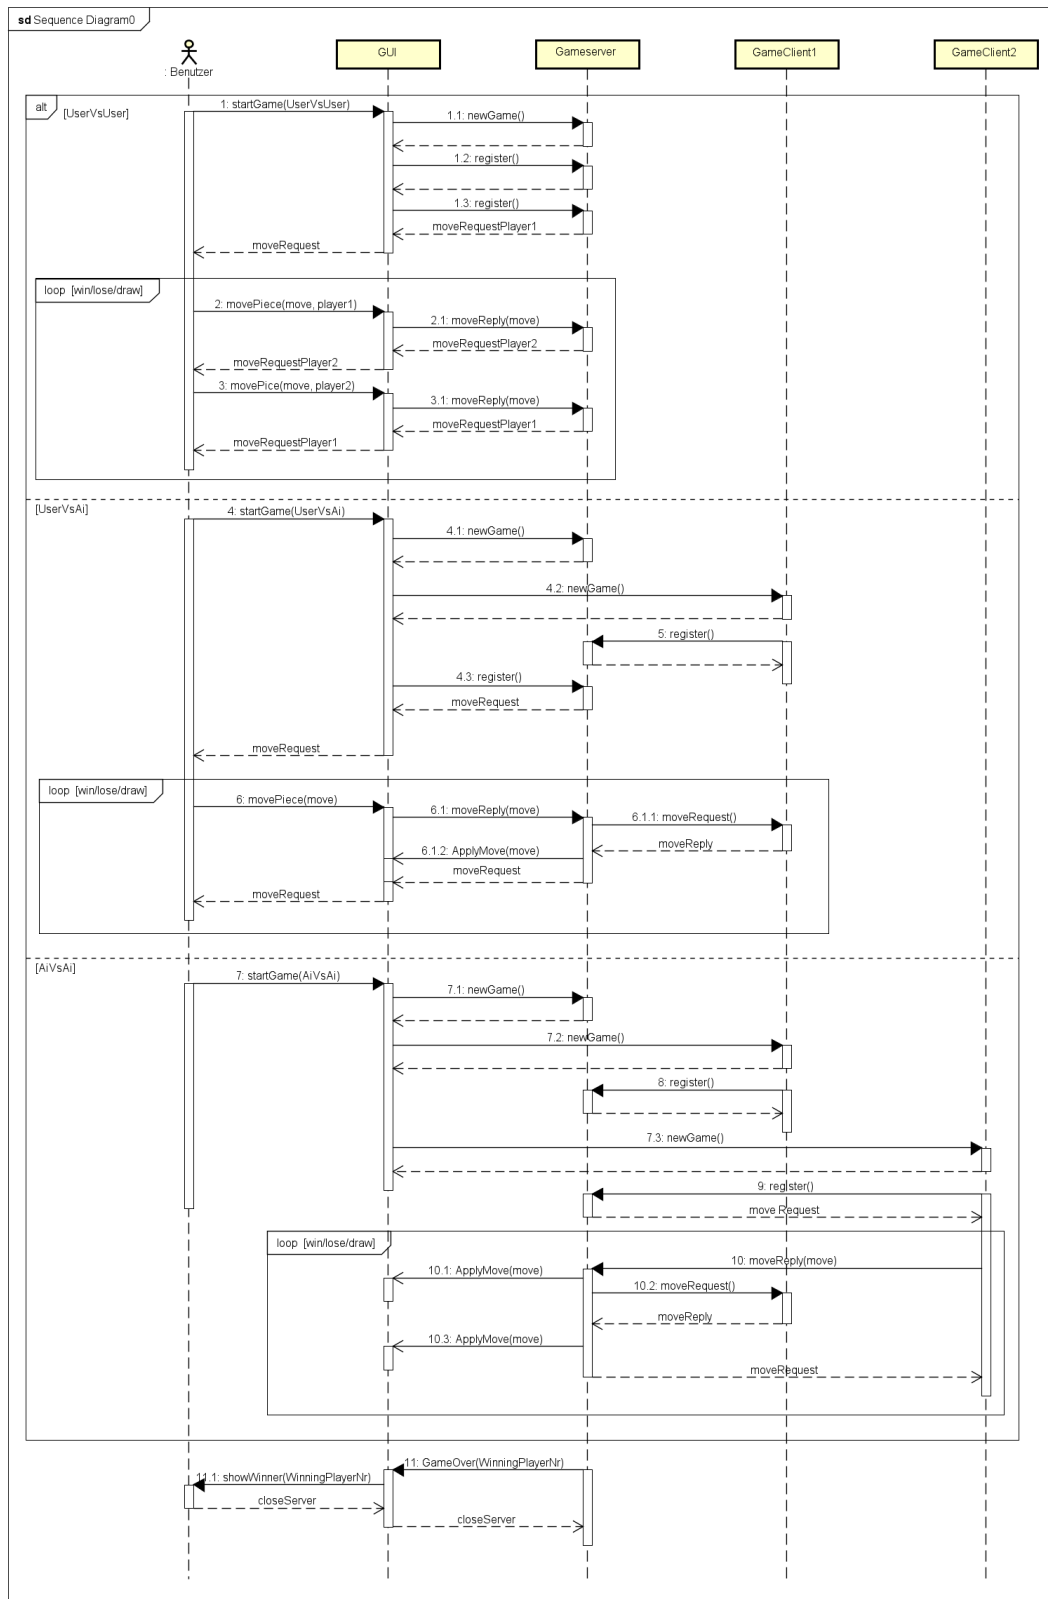 sd Sequence Diagram0
: Benutzer
GUI
Gameserver
GameClient1
GameClient2
alt
[UserVsUser]
1: startGame(UserVsUser)
1.1: newGame()
1.2: register()
1.3: register()
moveRequestPlayer1
moveRequest
loop [win/lose/draw]
2: movePiece(move, player1)
2.1: moveReply(move)
moveRequestPlayer2
moveRequestPlayer2
3: movePice(move, player2)
3.1: moveReply(move)
moveRequestPlayer1
moveRequestPlayer1
[UserVsAi]
4: startGame(UserVsAi)
4.1: newGame()
4.2: newGame()
5: register()
4.3: register()
moveRequest
moveRequest
loop [win/lose/draw]
6: movePiece(move)
6.1: moveReply(move)
6.1.1: moveRequest()
moveReply
6.1.2: ApplyMove(move)
moveRequest
moveRequest
[AiVsAi]
7: startGame(AiVsAi)
7.1: newGame()
7.2: newGame()
8: register()
7.3: newGame()
9: register()
move Request
loop [win/lose/draw]
10: moveReply(move)
10.1: ApplyMove(move)
10.2: moveRequest()
moveReply
10.3: ApplyMove(move)
moveRequest
11: GameOver(WinningPlayerNr)
11.1: showWinner(WinningPlayerNr)
closeServer
closeServer